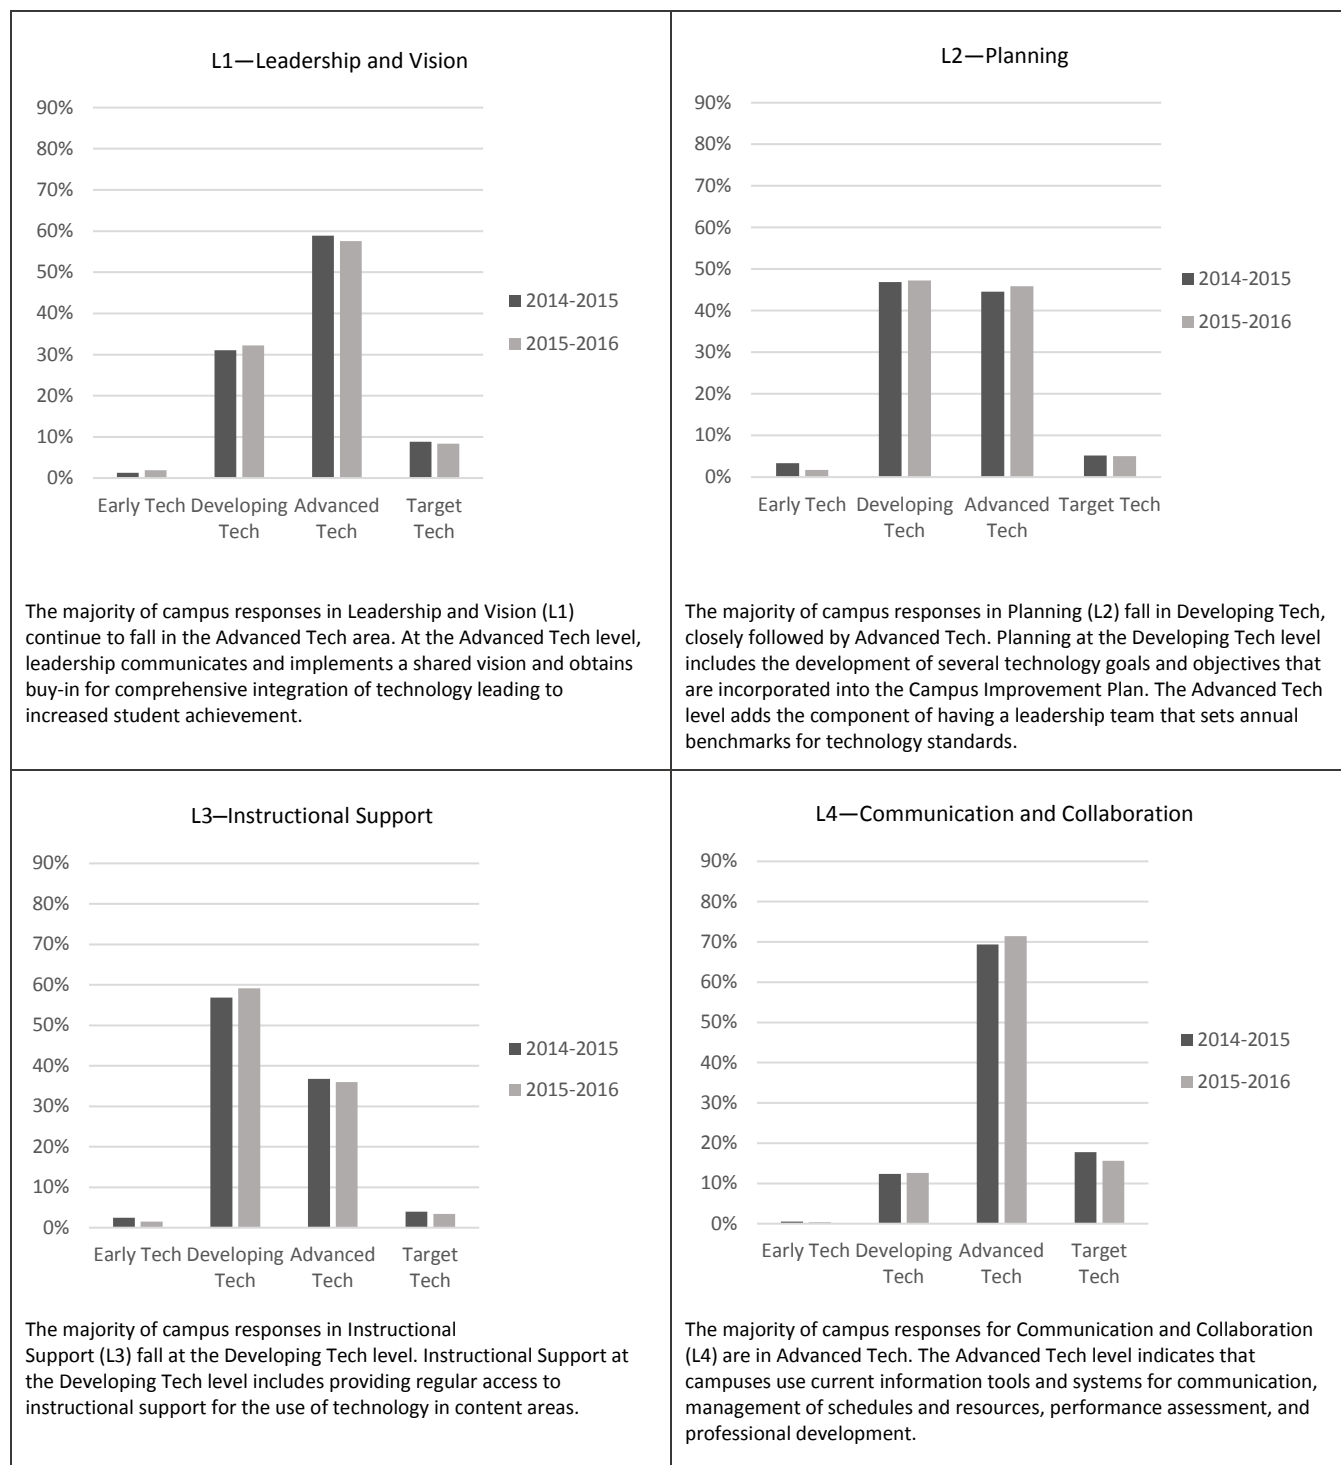 L1—Leadership and Vision
90%
80%
70%
60%
50%
40%
30%
20%
10%
0%
Early Tech Developing Advanced Target
Tech Tech Tech
2014-2015
2015-2016
The majority of campus responses in Leadership and Vision (L1)
continue to fall in the Advanced Tech area. At the Advanced Tech level,
leadership communicates and implements a shared vision and obtains
buy-in for comprehensive integration of technology leading to
increased student achievement.
L2—Planning
90%
80%
70%
60%
50%
40%
30%
20%
10%
0%
Early Tech Developing Advanced Target Tech
Tech Tech
2014-2015
2015-2016
The majority of campus responses in Planning (L2) fall in Developing Tech,
closely followed by Advanced Tech. Planning at the Developing Tech level
includes the development of several technology goals and objectives that
are incorporated into the Campus Improvement Plan. The Advanced Tech
level adds the component of having a leadership team that sets annual
benchmarks for technology standards.
L3—Instructional Support
90%
80%
70%
60%
50%
40%
30%
20%
10%
0%
Early Tech Developing Advanced Target
Tech Tech Tech
2014-2015
2015-2016
The majority of campus responses in Instructional
Support (L3) fall at the Developing Tech level. Instructional Support at
the Developing Tech level includes providing regular access to
instructional support for the use of technology in content areas.
L4—Communication and Collaboration
90%
80%
70%
60%
50%
40%
30%
20%
10%
0%
Early Tech Developing Advanced Target
Tech Tech Tech
2014-2015
2015-2016
The majority of campus responses for Communication and Collaboration
(L4) are in Advanced Tech. The Advanced Tech level indicates that
campuses use current information tools and systems for communication,
management of schedules and resources, performance assessment, and
professional development.